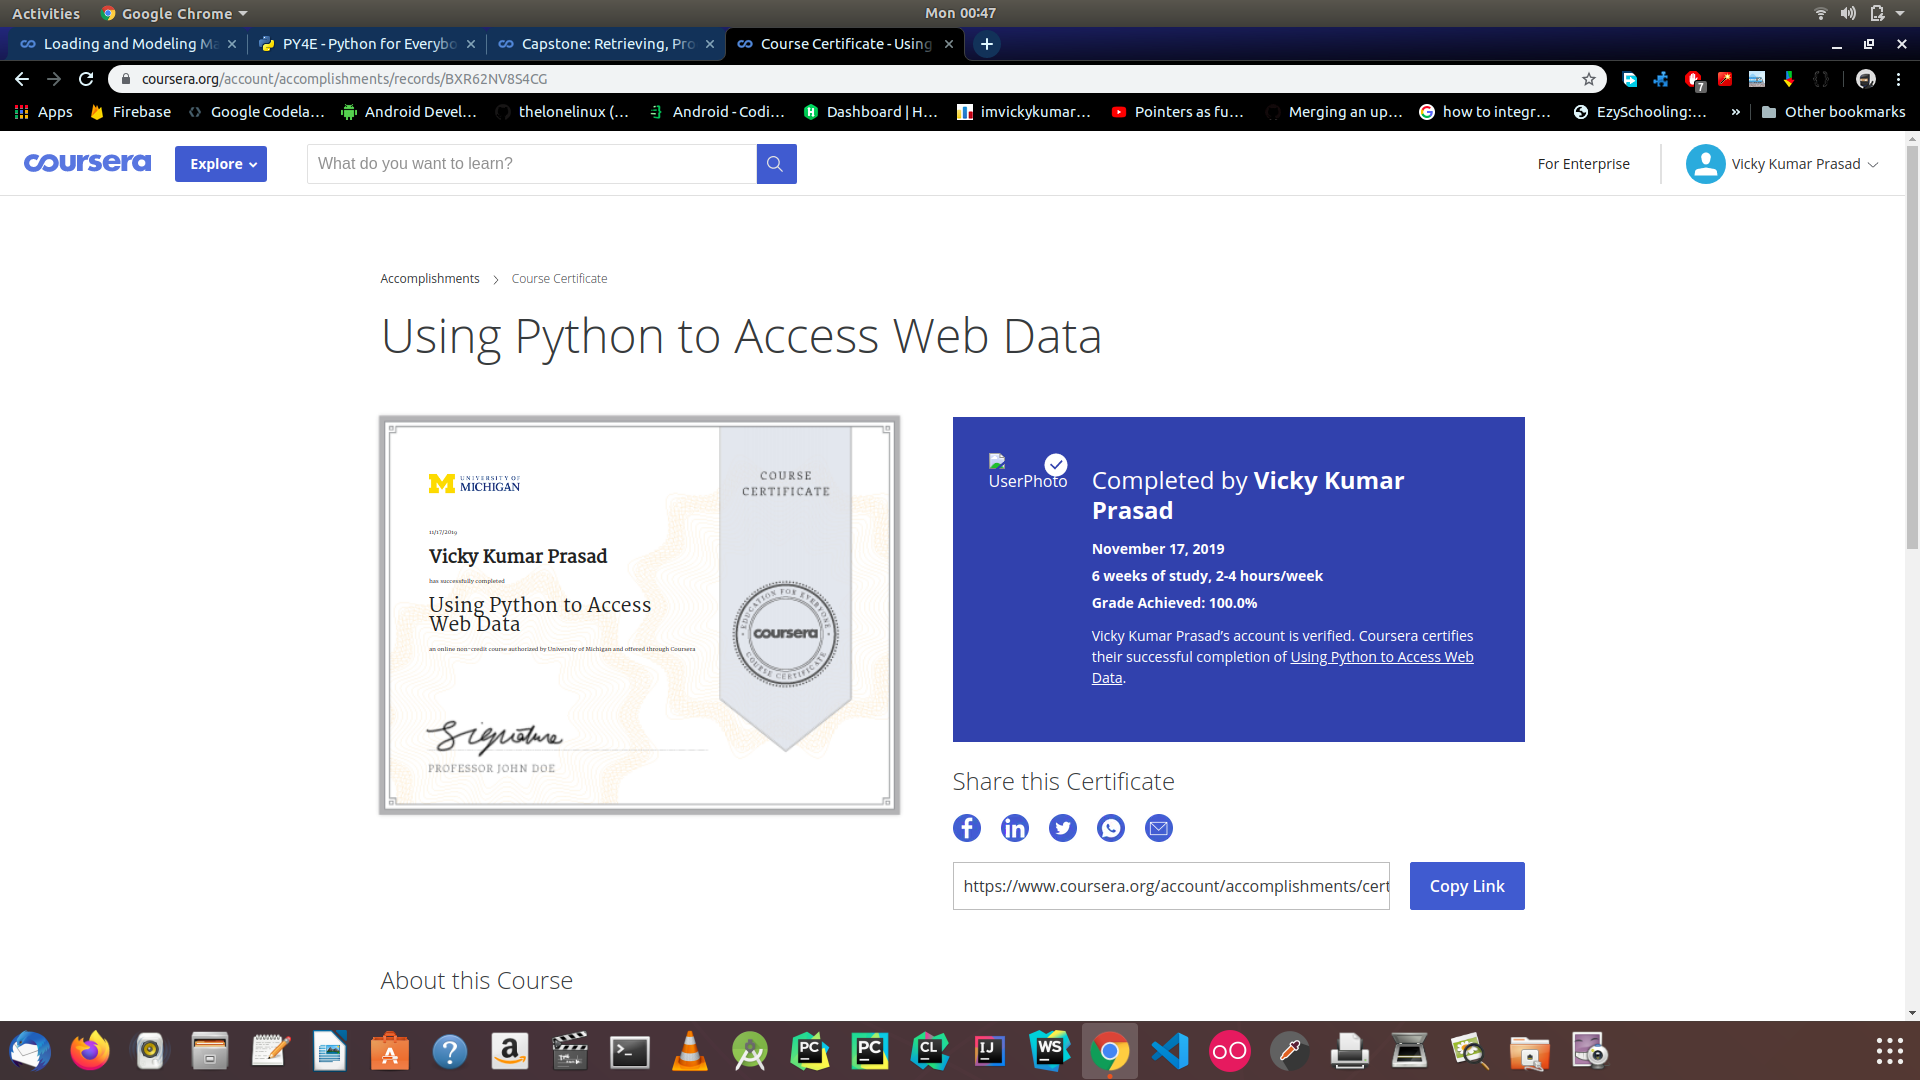 Activities
Google Chrome
Mon 00:47
Loading and Modeling Ma
PY4E - Python for Everybo
Capstone: Retrieving, Pro
Course Certificate - Using
coursera.org/account/accomplishments/records/BXR62NV8S4CG
7
Apps
Firebase
Google Codela...
Android Devel...
thelonelinux (...
Android - Codi...
Dashboard | H...
imvickykumar...
Pointers as fu...
Merging an up...
how to integr...
EzySchooling:...
»
Other bookmarks
coursera
Explore
What do you want to learn?
For Enterprise
Vicky Kumar Prasad
Accomplishments
Course Certificate
Using Python to Access Web Data
UNIVERSITY OF
MICHIGAN
11/17/2019
Vicky Kumar Prasad
has successfully completed
Using Python to Access
Web Data
an online non-credit course authorized by University of Michigan and offered through Coursera
Signature
PROFESSOR JOHN DOE
COURSE
CERTIFICATE
EDUCATION FOR EVERYONE
coursera
COURSE CERTIFICATE
UserPhoto
Completed by Vicky Kumar
Prasad
November 17, 2019
6 weeks of study, 2-4 hours/week
Grade Achieved: 100.0%
Vicky Kumar Prasad's account is verified. Coursera certifies
their successful completion of Using Python to Access Web
Data.
Share this Certificate
https://www.coursera.org/account/accomplishments/cert
Copy Link
About this Course
PC
PC
CL
IJ
WS